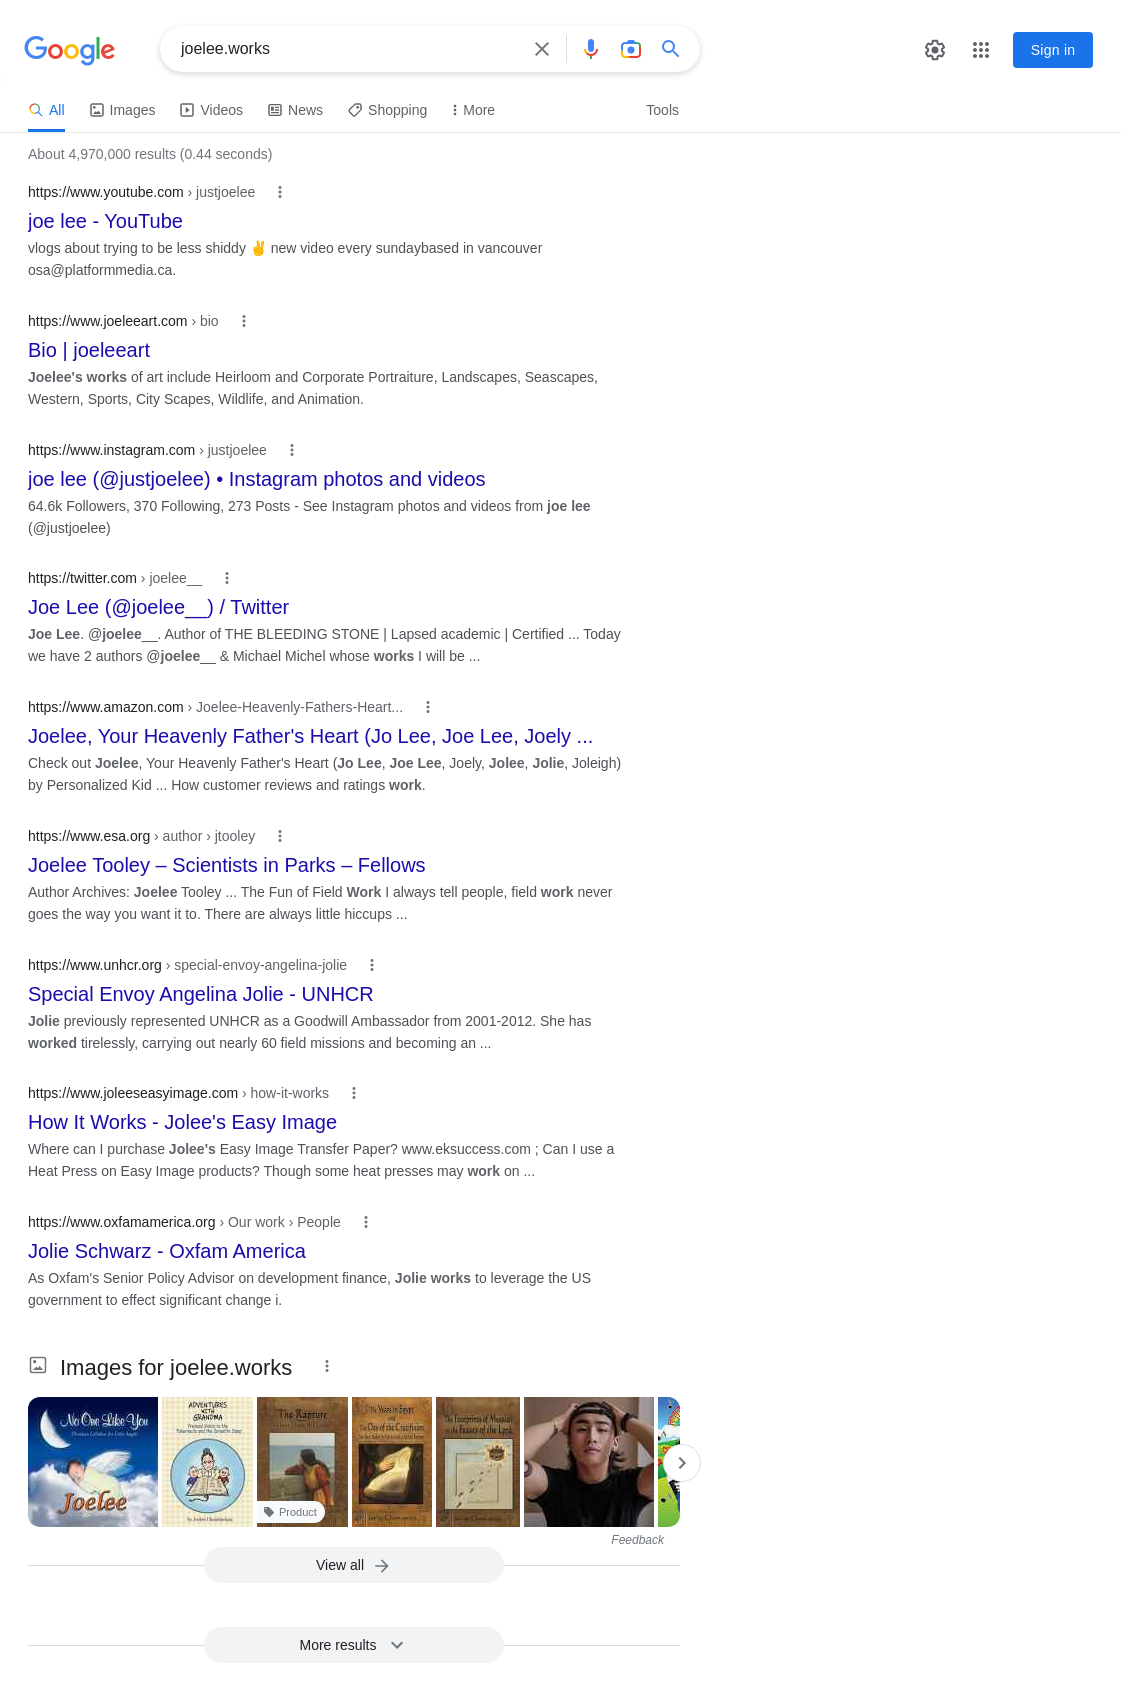 Google
joelee.works
Sign in
All
Images
Videos
News
Shopping
More
Tools
About 4,970,000 results (0.44 seconds)
https://www.youtube.com › justjoelee
joe lee - YouTube
vlogs about trying to be less shiddy ✌️ new video every sundaybased in vancouver
osa@platformmedia.ca.
https://www.joeleeart.com › bio
Bio | joeleeart
Joelee's works of art include Heirloom and Corporate Portraiture, Landscapes, Seascapes,
Western, Sports, City Scapes, Wildlife, and Animation.
https://www.instagram.com › justjoelee
joe lee (@justjoelee) • Instagram photos and videos
64.6k Followers, 370 Following, 273 Posts - See Instagram photos and videos from joe lee
(@justjoelee)
https://twitter.com › joelee__
Joe Lee (@joelee__) / Twitter
Joe Lee. @joelee__. Author of THE BLEEDING STONE | Lapsed academic | Certified ... Today
we have 2 authors @joelee__ & Michael Michel whose works I will be ...
https://www.amazon.com › Joelee-Heavenly-Fathers-Heart...
Joelee, Your Heavenly Father's Heart (Jo Lee, Joe Lee, Joely ...
Check out Joelee, Your Heavenly Father's Heart (Jo Lee, Joe Lee, Joely, Jolee, Jolie, Joleigh)
by Personalized Kid ... How customer reviews and ratings work.
https://www.esa.org › author › jtooley
Joelee Tooley – Scientists in Parks – Fellows
Author Archives: Joelee Tooley ... The Fun of Field Work I always tell people, field work never
goes the way you want it to. There are always little hiccups ...
https://www.unhcr.org › special-envoy-angelina-jolie
Special Envoy Angelina Jolie - UNHCR
Jolie previously represented UNHCR as a Goodwill Ambassador from 2001-2012. She has
worked tirelessly, carrying out nearly 60 field missions and becoming an ...
https://www.joleeseasyimage.com › how-it-works
How It Works - Jolee's Easy Image
Where can I purchase Jolee's Easy Image Transfer Paper? www.eksuccess.com ; Can I use a
Heat Press on Easy Image products? Though some heat presses may work on ...
https://www.oxfamamerica.org › Our work › People
Jolie Schwarz - Oxfam America
As Oxfam's Senior Policy Advisor on development finance, Jolie works to leverage the US
government to effect significant change i.
Images for joelee.works
No One Like You
Joelee
ADVENTURES
WITH
GRANDMA
The Rapture
Product
Feedback
View all
More results